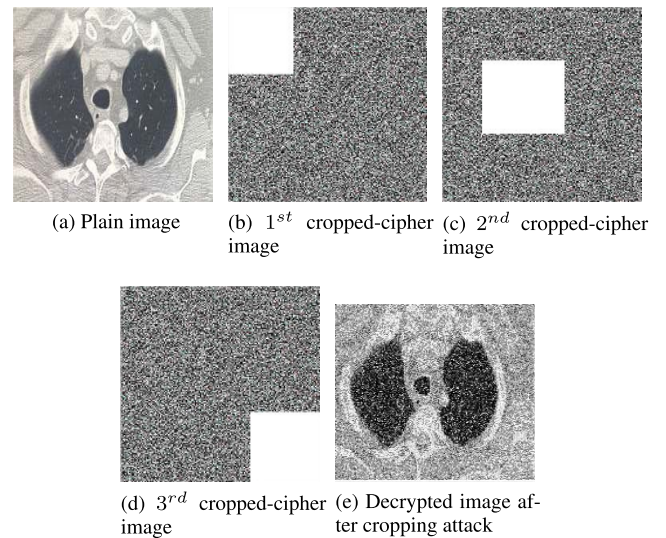 (a) Plain image
(b) 1st cropped-cipher
image
(c) 2nd cropped-cipher
image
(d) 3rd cropped-cipher
image
(e) Decrypted image af-
ter cropping attack